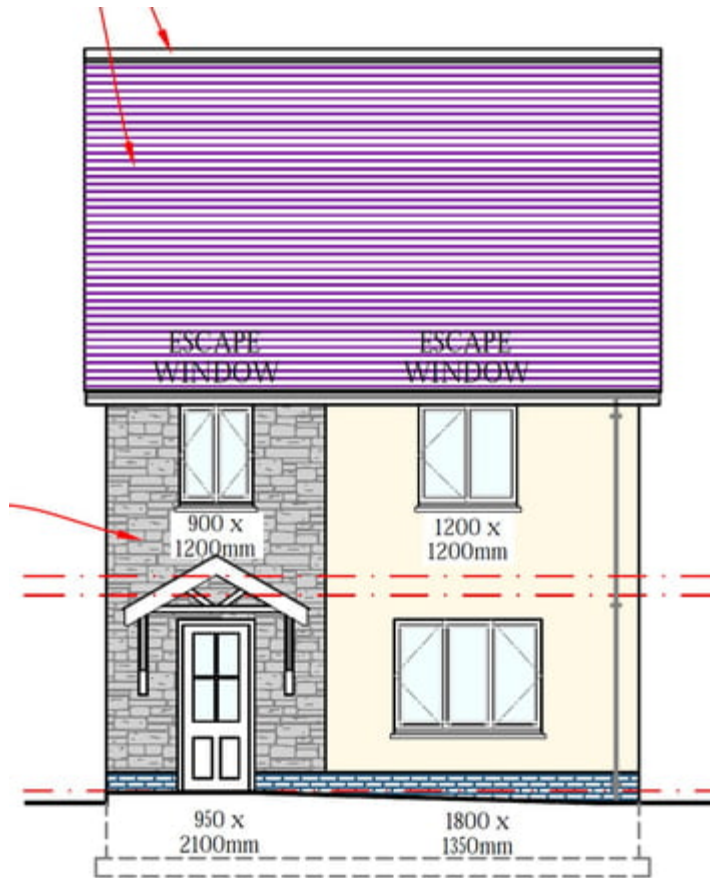 ESCAPE
WINDOW
ESCAPE
WINDOW
900 x
1200mm
1200 x
1200mm
950 x
2100mm
1800 x
1350mm